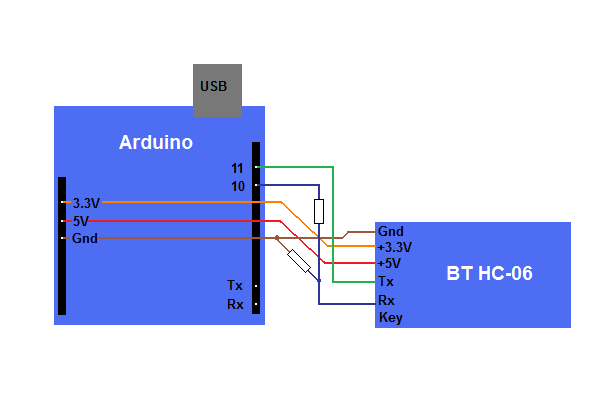 USB
Arduino
11
10
3.3V
5V
Gnd
Tx
Rx
Gnd
+3.3V
+5V
Tx
Rx
Key
BT HC-06